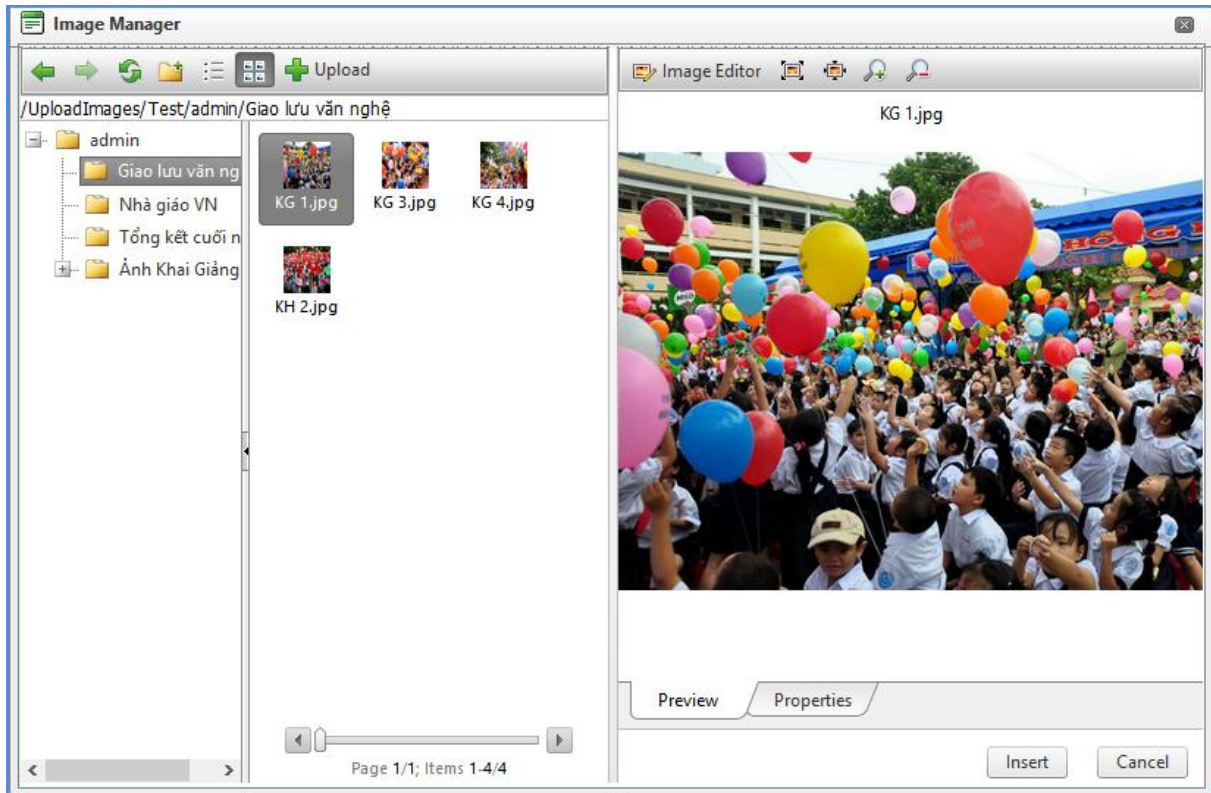 Image Manager
Upload
/UploadImages/Test/admin/Giao lưu văn nghệ
admin
Giao lưu văn ng
Nhà giáo VN
Tổng kết cuối n
Ảnh Khai Giảng
KG 1.jpg
KG 3.jpg
KG 4.jpg
KH 2.jpg
Page 1/1; Items 1-4/4
Image Editor
KG 1.jpg
MILO
Preview
Properties
Insert
Cancel